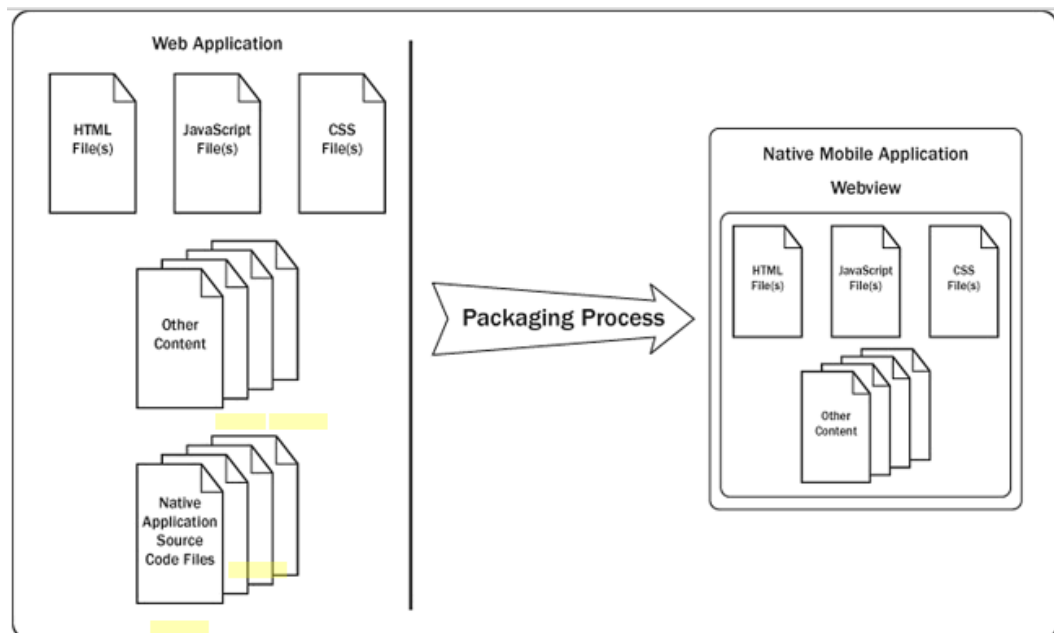 Web Application
HTML
File(s)
JavaScript
File(s)
CSS
File(s)
Other
Content
Native
Application
Source
Code Files
Packaging Process
Native Mobile Application
Webview
HTML
File(s)
JavaScript
File(s)
CSS
File(s)
Other
Content